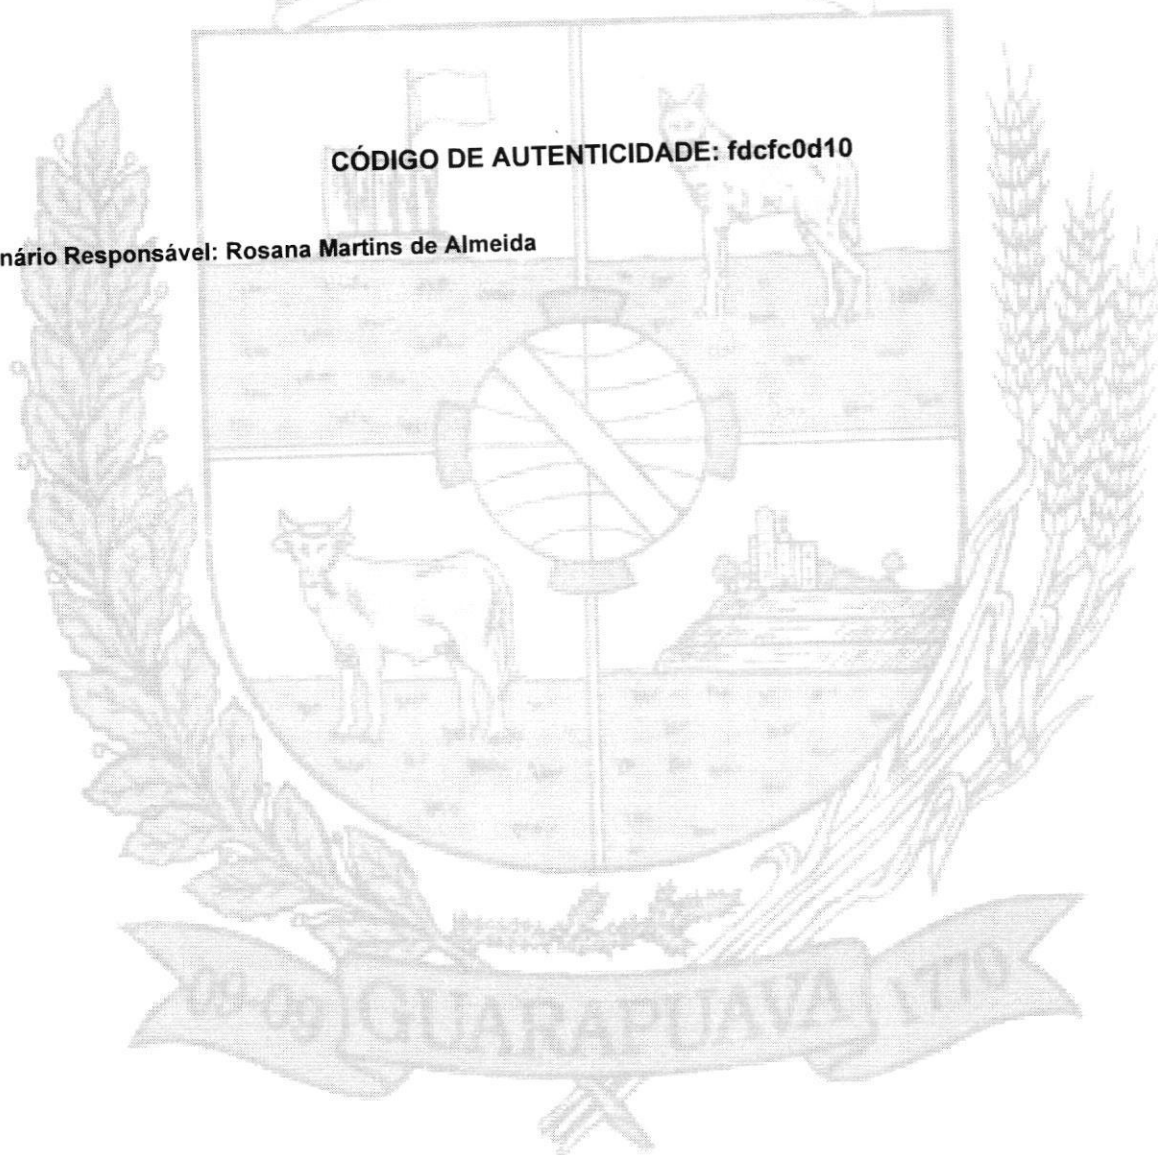 CÓDIGO DE AUTENTICIDADE: fdcfc0d10
nário Responsável: Rosana Martins de Almeida
09-09 GUARAPUAVA 1770